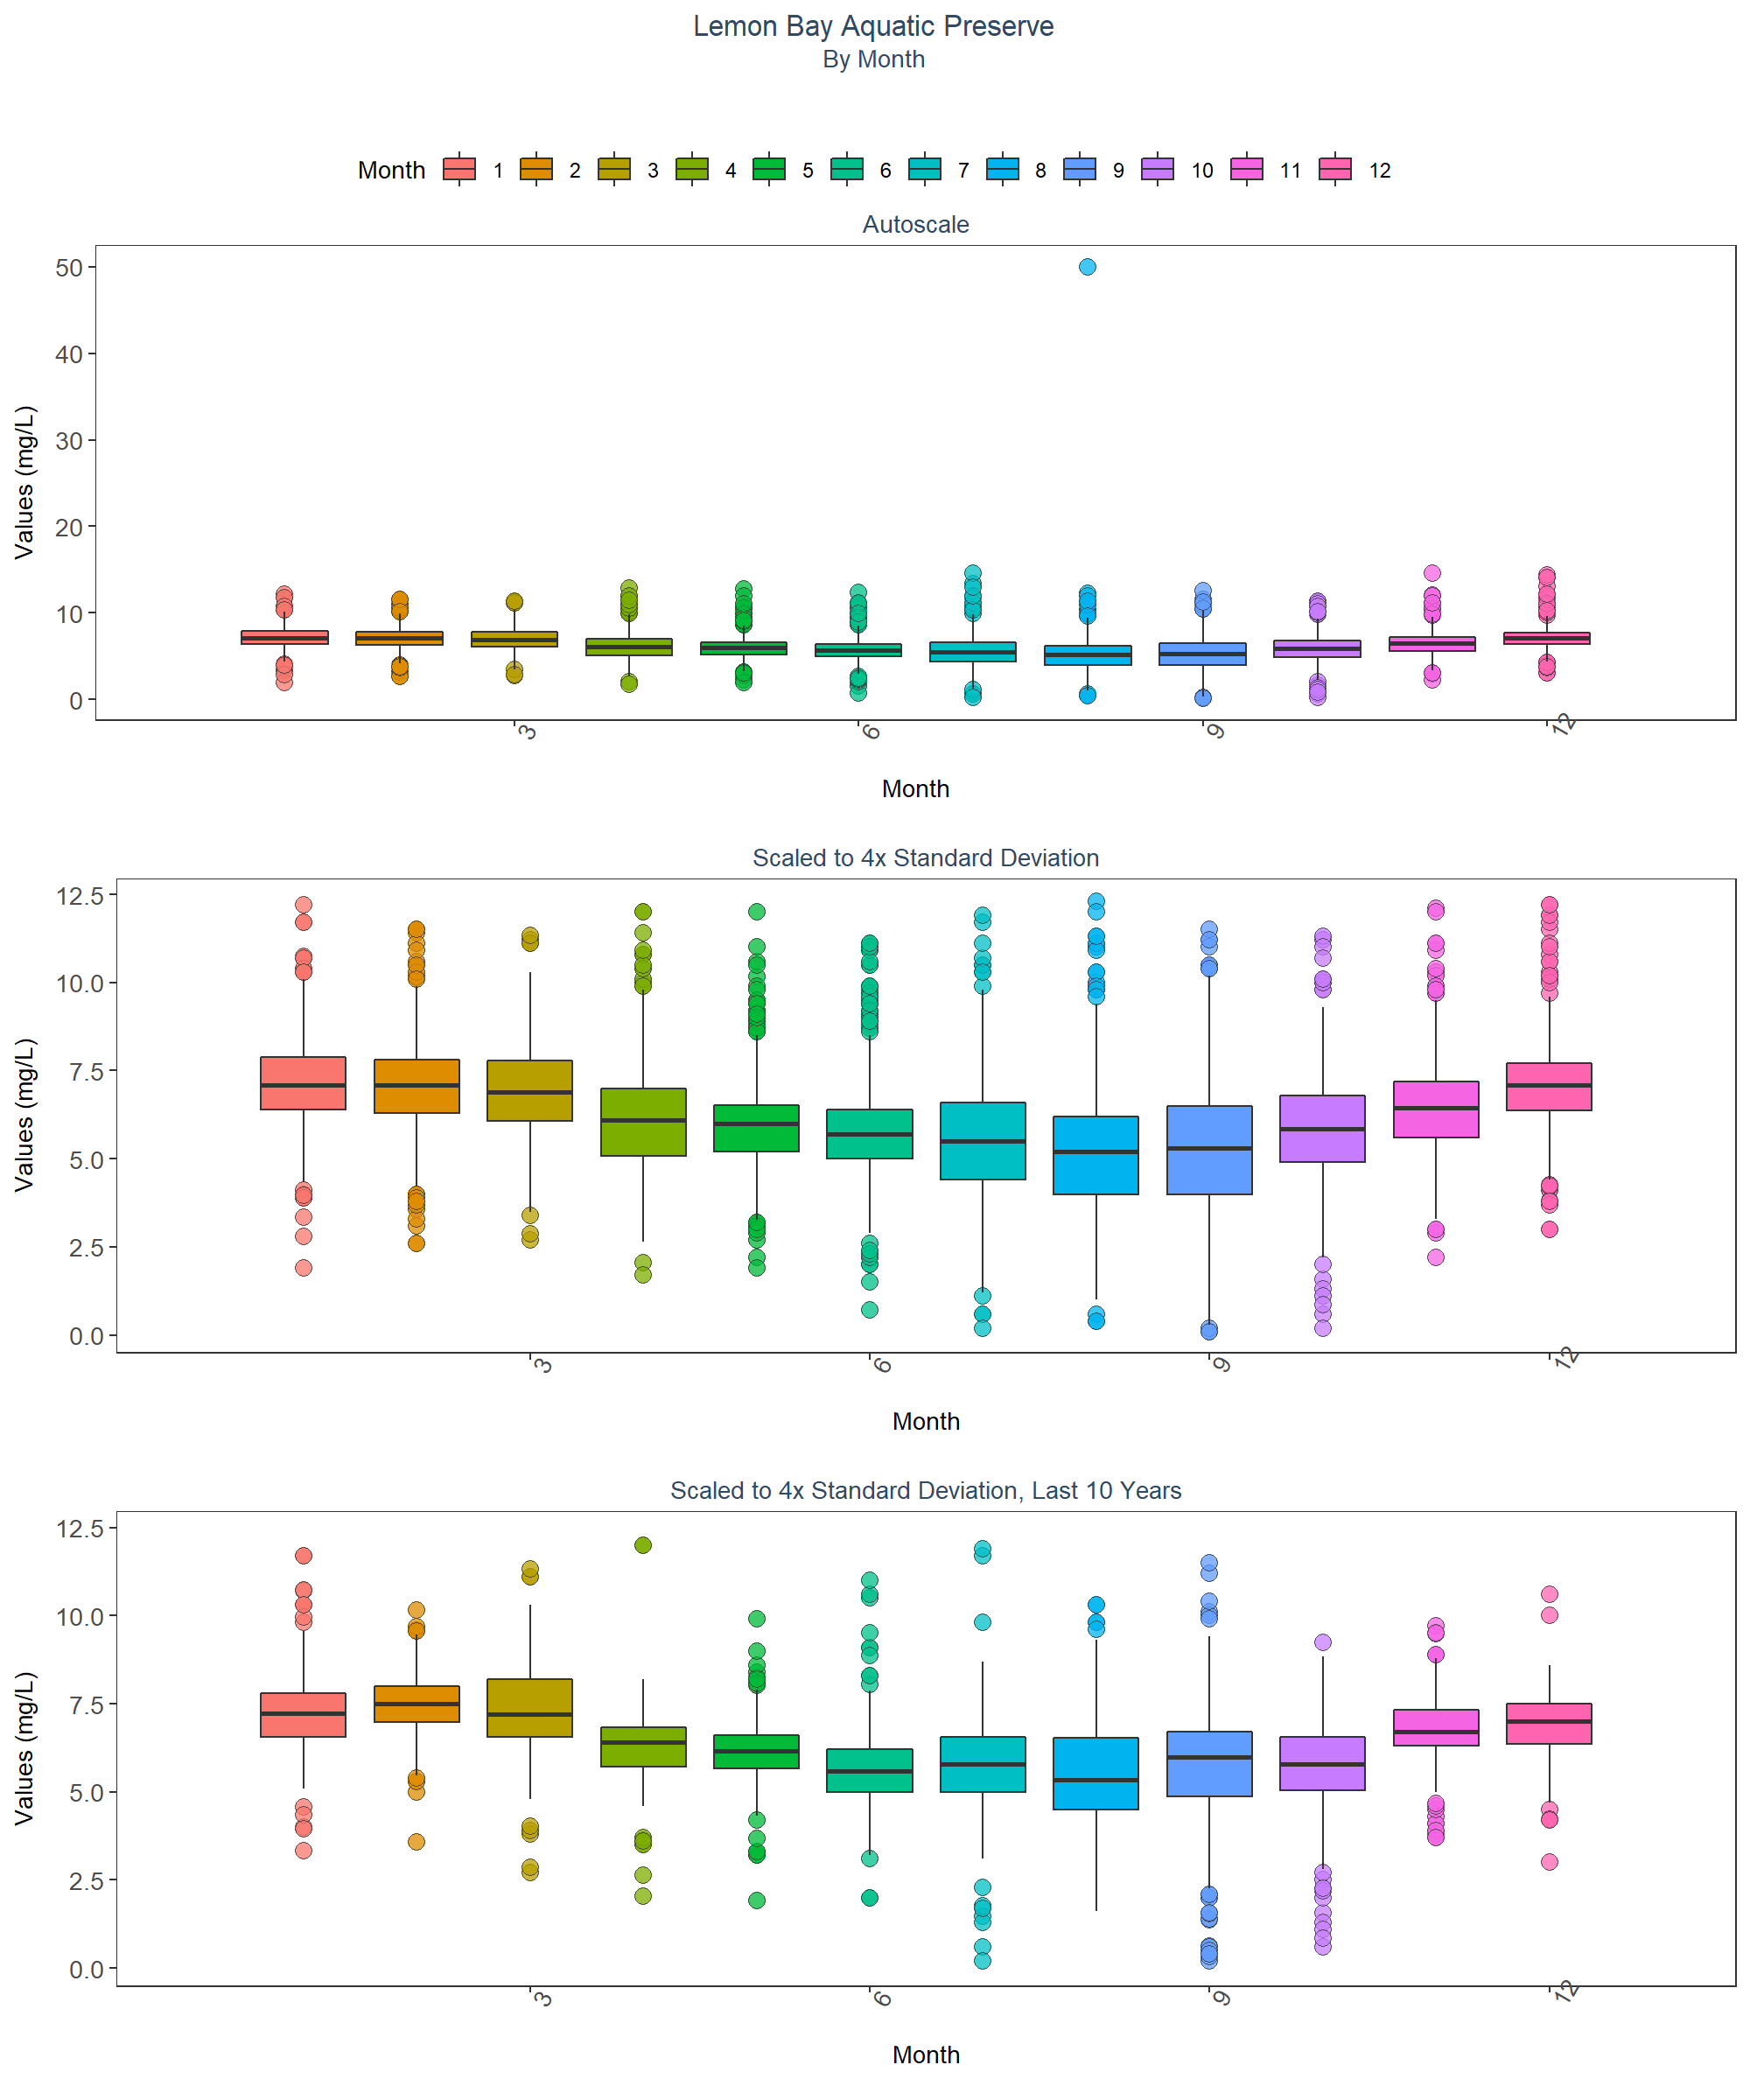 Lemon Bay Aquatic Preserve
By Month
Month 1 2 3 4 5 6 7 8 9 10 11 12
Autoscale
Values (mg/L)
50
40
30
20
10
0
3 6 9 12
Month
Scaled to 4x Standard Deviation
Values (mg/L)
12.5
10.0
7.5
5.0
2.5
0.0
3 6 9 12
Month
Scaled to 4x Standard Deviation, Last 10 Years
Values (mg/L)
12.5
10.0
7.5
5.0
2.5
0.0
3 6 9 12
Month